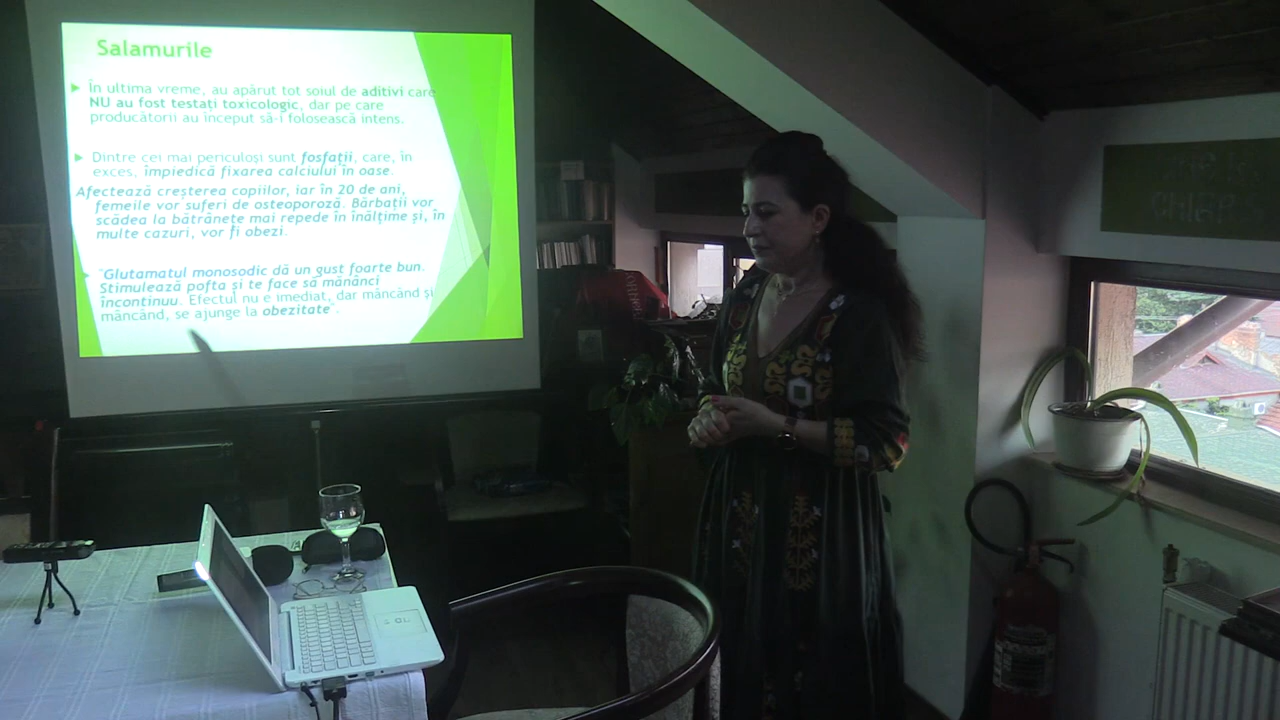 Salamurile
În ultima vreme, au apărut tot soiul de aditivi care
NU au fost testați toxicologic, dar pe care
producătorii au început să-i folosească intens.
Dintre cei mai periculoși sunt fosfații, care, în
exces, împiedică fixarea calciului în oase.
Afectează creșterea copiilor, iar în 20 de ani,
femeile vor suferi de osteoporoză. Bărbații vor
scădea la bătrânețe mai repede în înălțime și, în
multe cazuri, vor fi obezi.
"Glutamatul monosodic dă un gust foarte bun.
Stimulează pofta și te face să mănânci
încontinuu. Efectul nu e imediat, dar mâncând și
mâncând, se ajunge la obezitate".